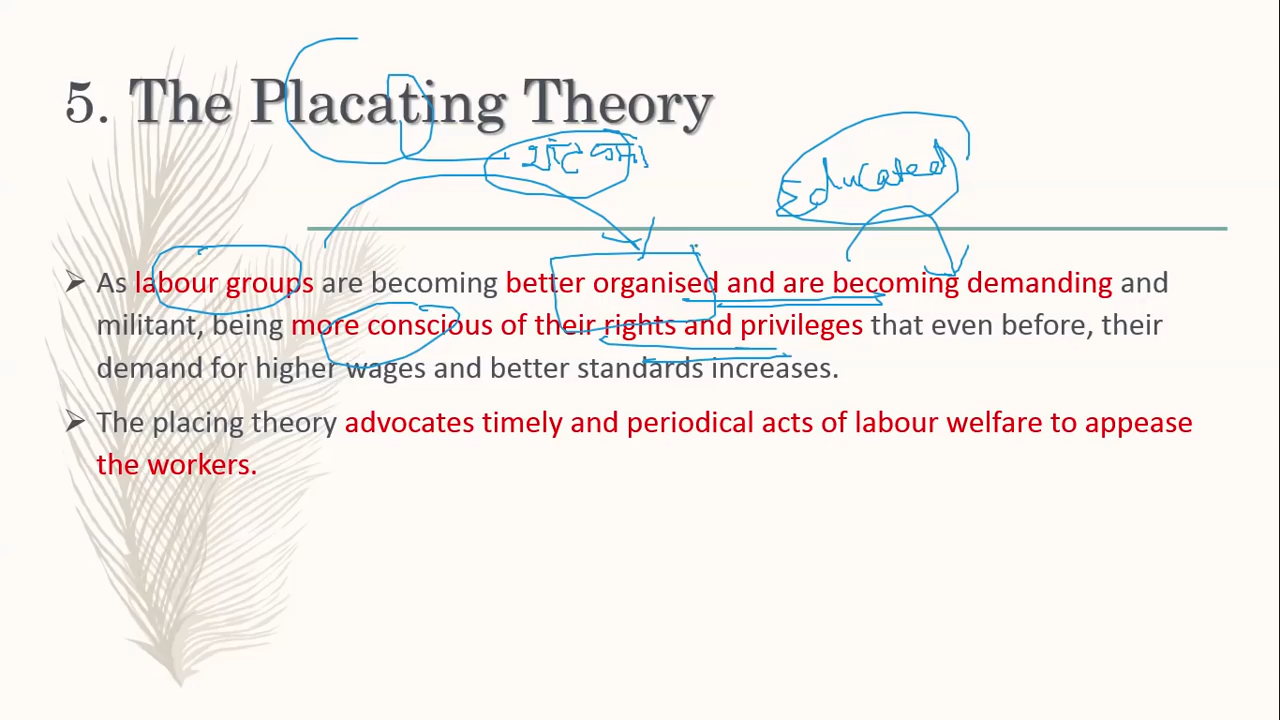 5. The Placating Theory
Educated
➢ As labour groups are becoming better organised and are becoming demanding and
militant, being more conscious of their rights and privileges that even before, their
demand for higher wages and better standards increases.
➢ The placing theory advocates timely and periodical acts of labour welfare to appease
the workers.